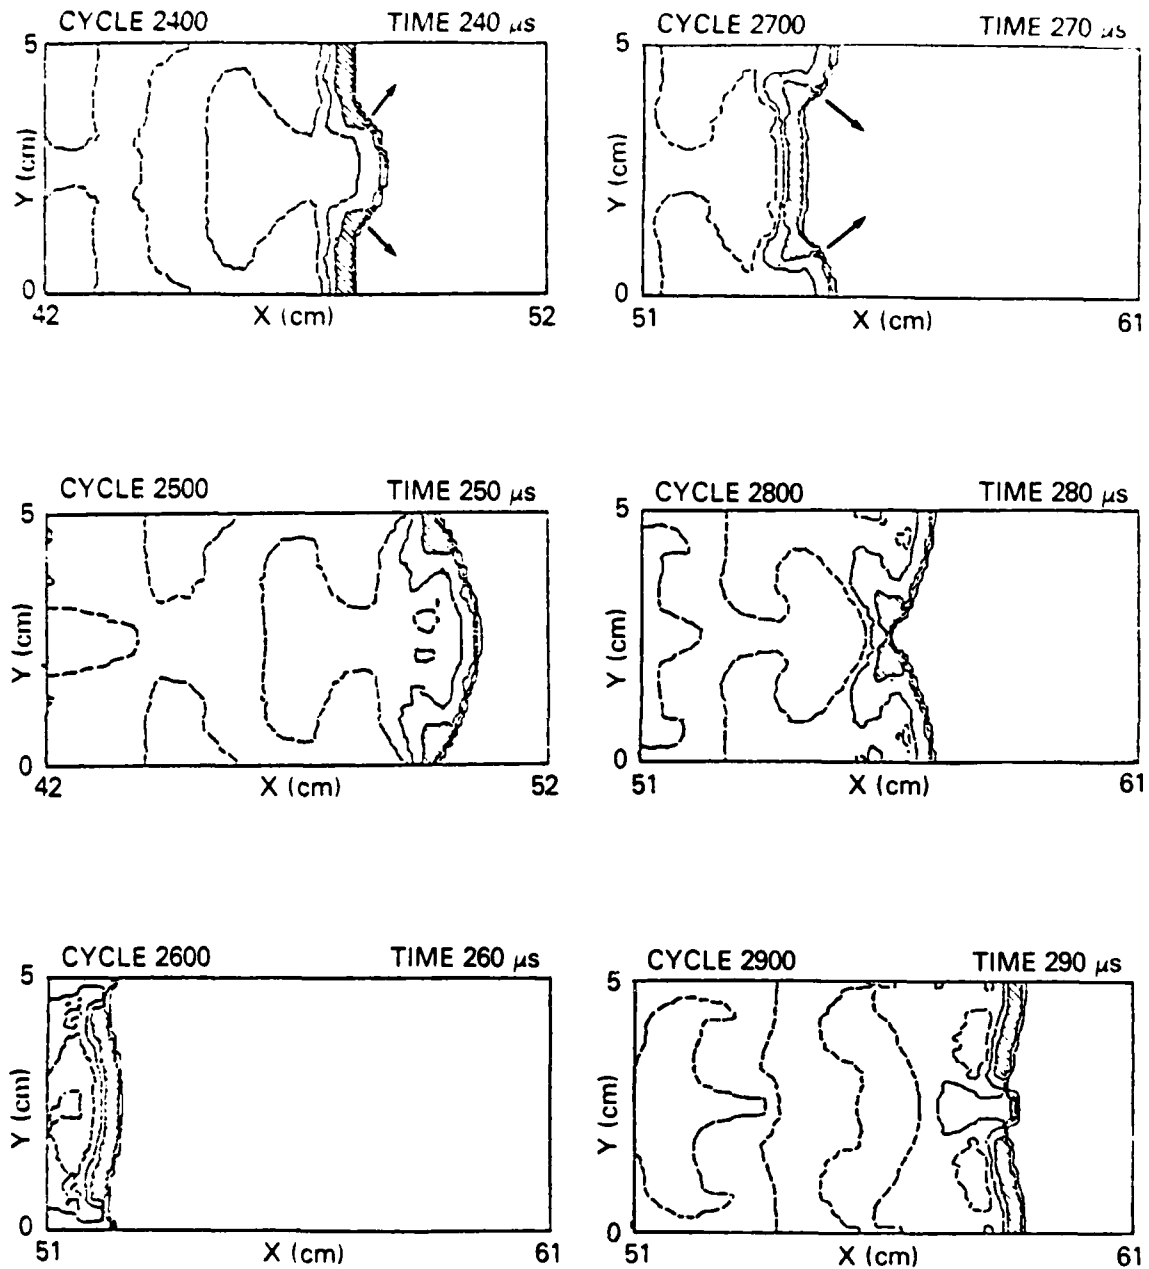 CYCLE 2400 TIME 240 μs
5
Y (cm)
0
42 X (cm) 52
CYCLE 2700 TIME 270 μs
5
Y (cm)
0
51 X (cm) 61
CYCLE 2500 TIME 250 μs
5
Y (cm)
0
42 X (cm) 52
CYCLE 2800 TIME 280 μs
5
Y (cm)
0
51 X (cm) 61
CYCLE 2600 TIME 260 μs
5
Y (cm)
0
51 X (cm) 61
CYCLE 2900 TIME 290 μs
5
Y (cm)
0
51 X (cm) 61